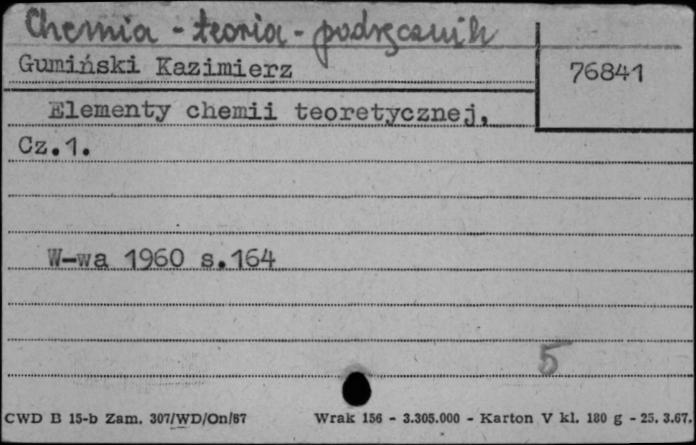 Chemia - teoria - podręcznik
Gumiński Kazimierz
76841
Elementy chemii teoretycznej,
Cz.1.
W-wa 1960 s.164
5
CWD B 15-b Zam. 307/WD/On/67 Wrak 156 - 3.305.000 - Karton V kl. 180 g - 25. 3.67.